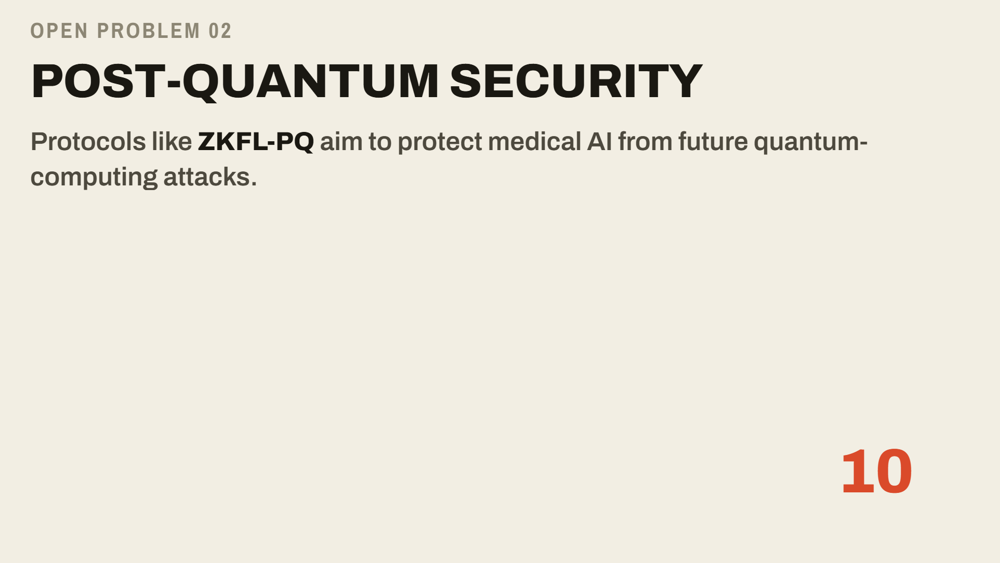 OPEN PROBLEM 02
POST-QUANTUM SECURITY
Protocols like ZKFL-PQ aim to protect medical AI from future quantum-
computing attacks.
10